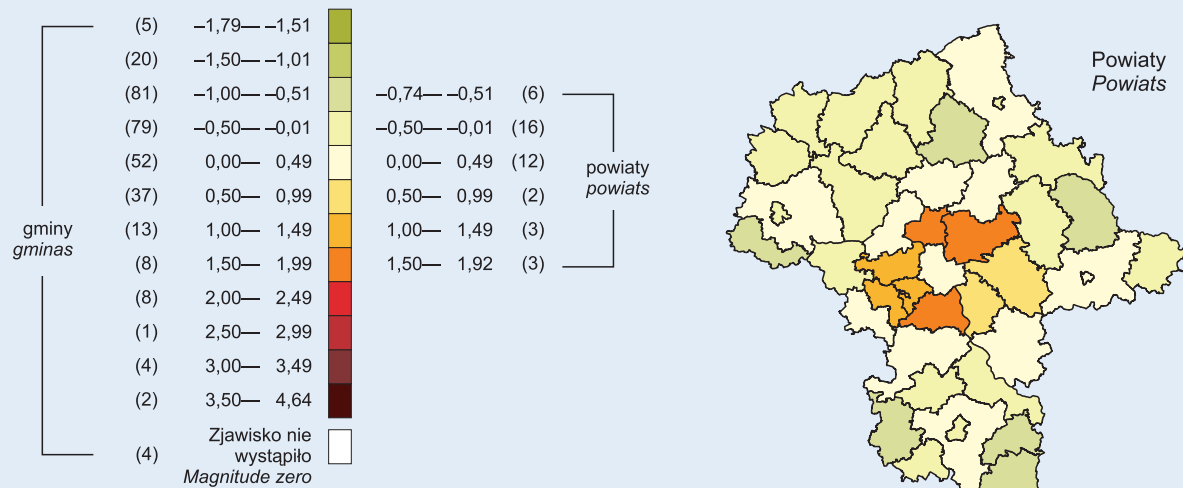 (5) –1,79— –1,51
(20) –1,50— –1,01
(81) –1,00— –0,51 –0,74— –0,51 (6)
(79) –0,50— –0,01 –0,50— –0,01 (16)
(52) 0,00— 0,49 0,00— 0,49 (12)
(37) 0,50— 0,99 0,50— 0,99 (2)
(13) 1,00— 1,49 1,00— 1,49 (3)
(8) 1,50— 1,99 1,50— 1,92 (3)
(8) 2,00— 2,49
(1) 2,50— 2,99
(4) 3,00— 3,49
(2) 3,50— 4,64
(4) Zjawisko nie
wystąpiło
Magnitude zero
gminy
gminas
powiaty
powiats
Powiaty
Powiats